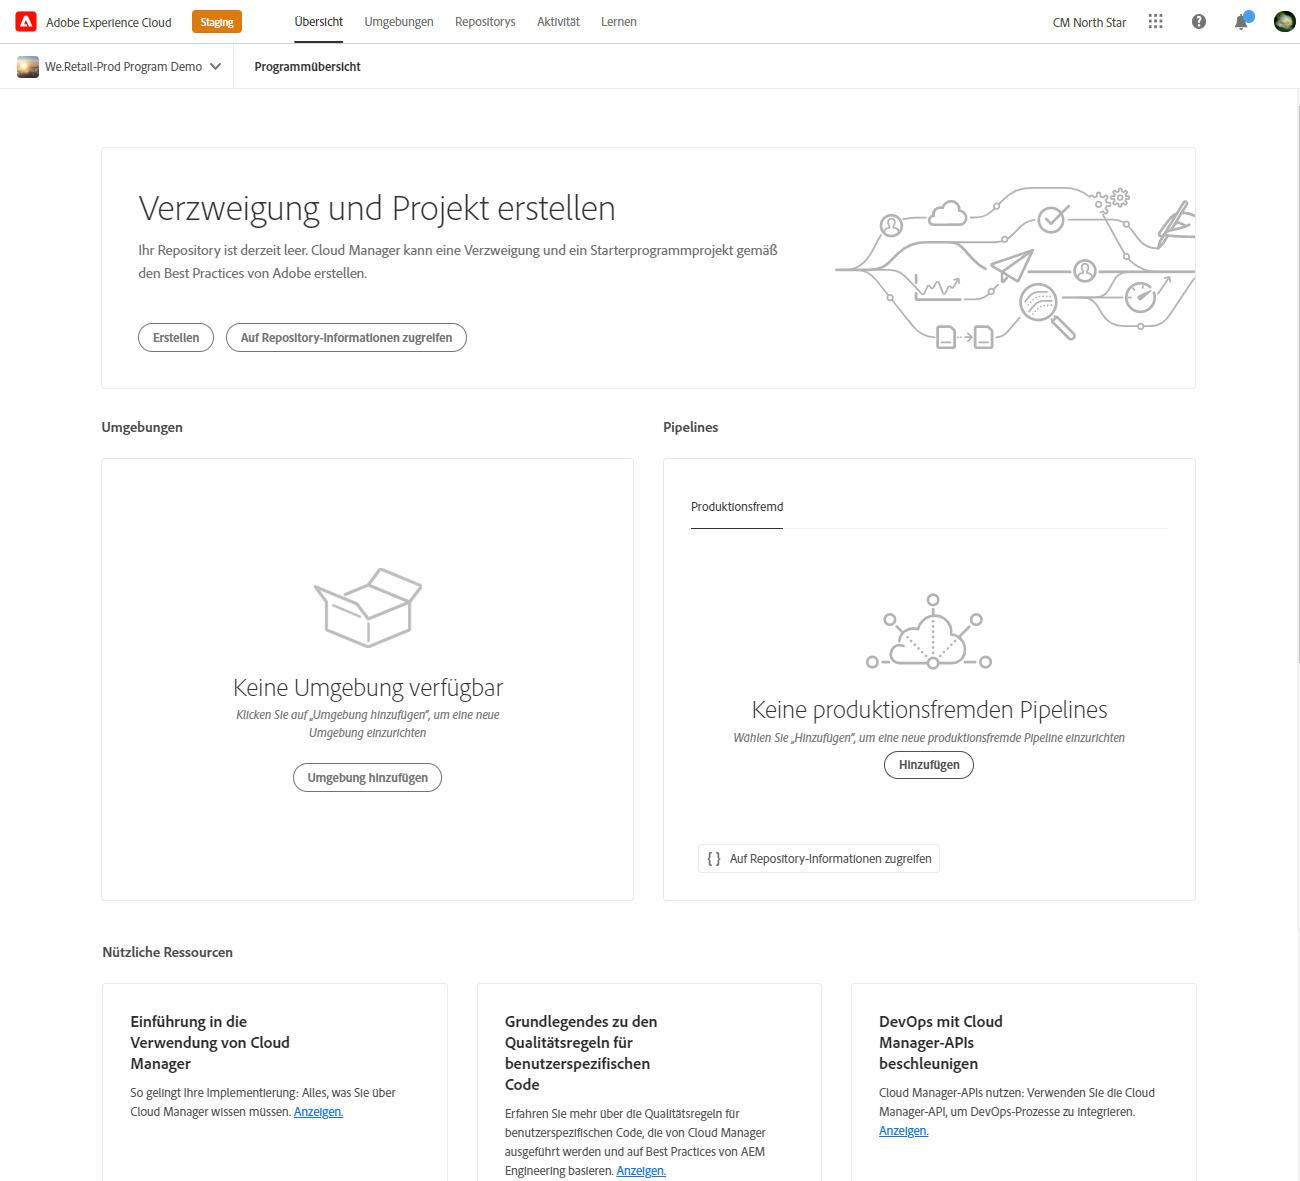 Adobe Experience Cloud
Staging
Übersicht
Umgebungen
Repositorys
Aktivität
Lernen
CM North Star
We.Retail-Prod Program Demo
Programmübersicht
Verzweigung und Projekt erstellen
Ihr Repository ist derzeit leer. Cloud Manager kann eine Verzweigung und ein Starterprogrammprojekt gemäß
den Best Practices von Adobe erstellen.
Erstellen
Auf Repository-Informationen zugreifen
Umgebungen
Keine Umgebung verfügbar
Klicken Sie auf „Umgebung hinzufügen“, um eine neue
Umgebung einzurichten
Umgebung hinzufügen
Pipelines
Produktionsfremd
Keine produktionsfremden Pipelines
Wählen Sie „Hinzufügen“, um eine neue produktionsfremde Pipeline einzurichten
Hinzufügen
{ } Auf Repository-Informationen zugreifen
Nützliche Ressourcen
Einführung in die
Verwendung von Cloud
Manager
So gelingt Ihre Implementierung: Alles, was Sie über
Cloud Manager wissen müssen. Anzeigen.
Grundlegendes zu den
Qualitätsregeln für
benutzerspezifischen
Code
Erfahren Sie mehr über die Qualitätsregeln für
benutzerspezifischen Code, die von Cloud Manager
ausgeführt werden und auf Best Practices von AEM
Engineering basieren. Anzeigen.
DevOps mit Cloud
Manager-APIs
beschleunigen
Cloud Manager-APIs nutzen: Verwenden Sie die Cloud
Manager-API, um DevOps-Prozesse zu integrieren.
Anzeigen.